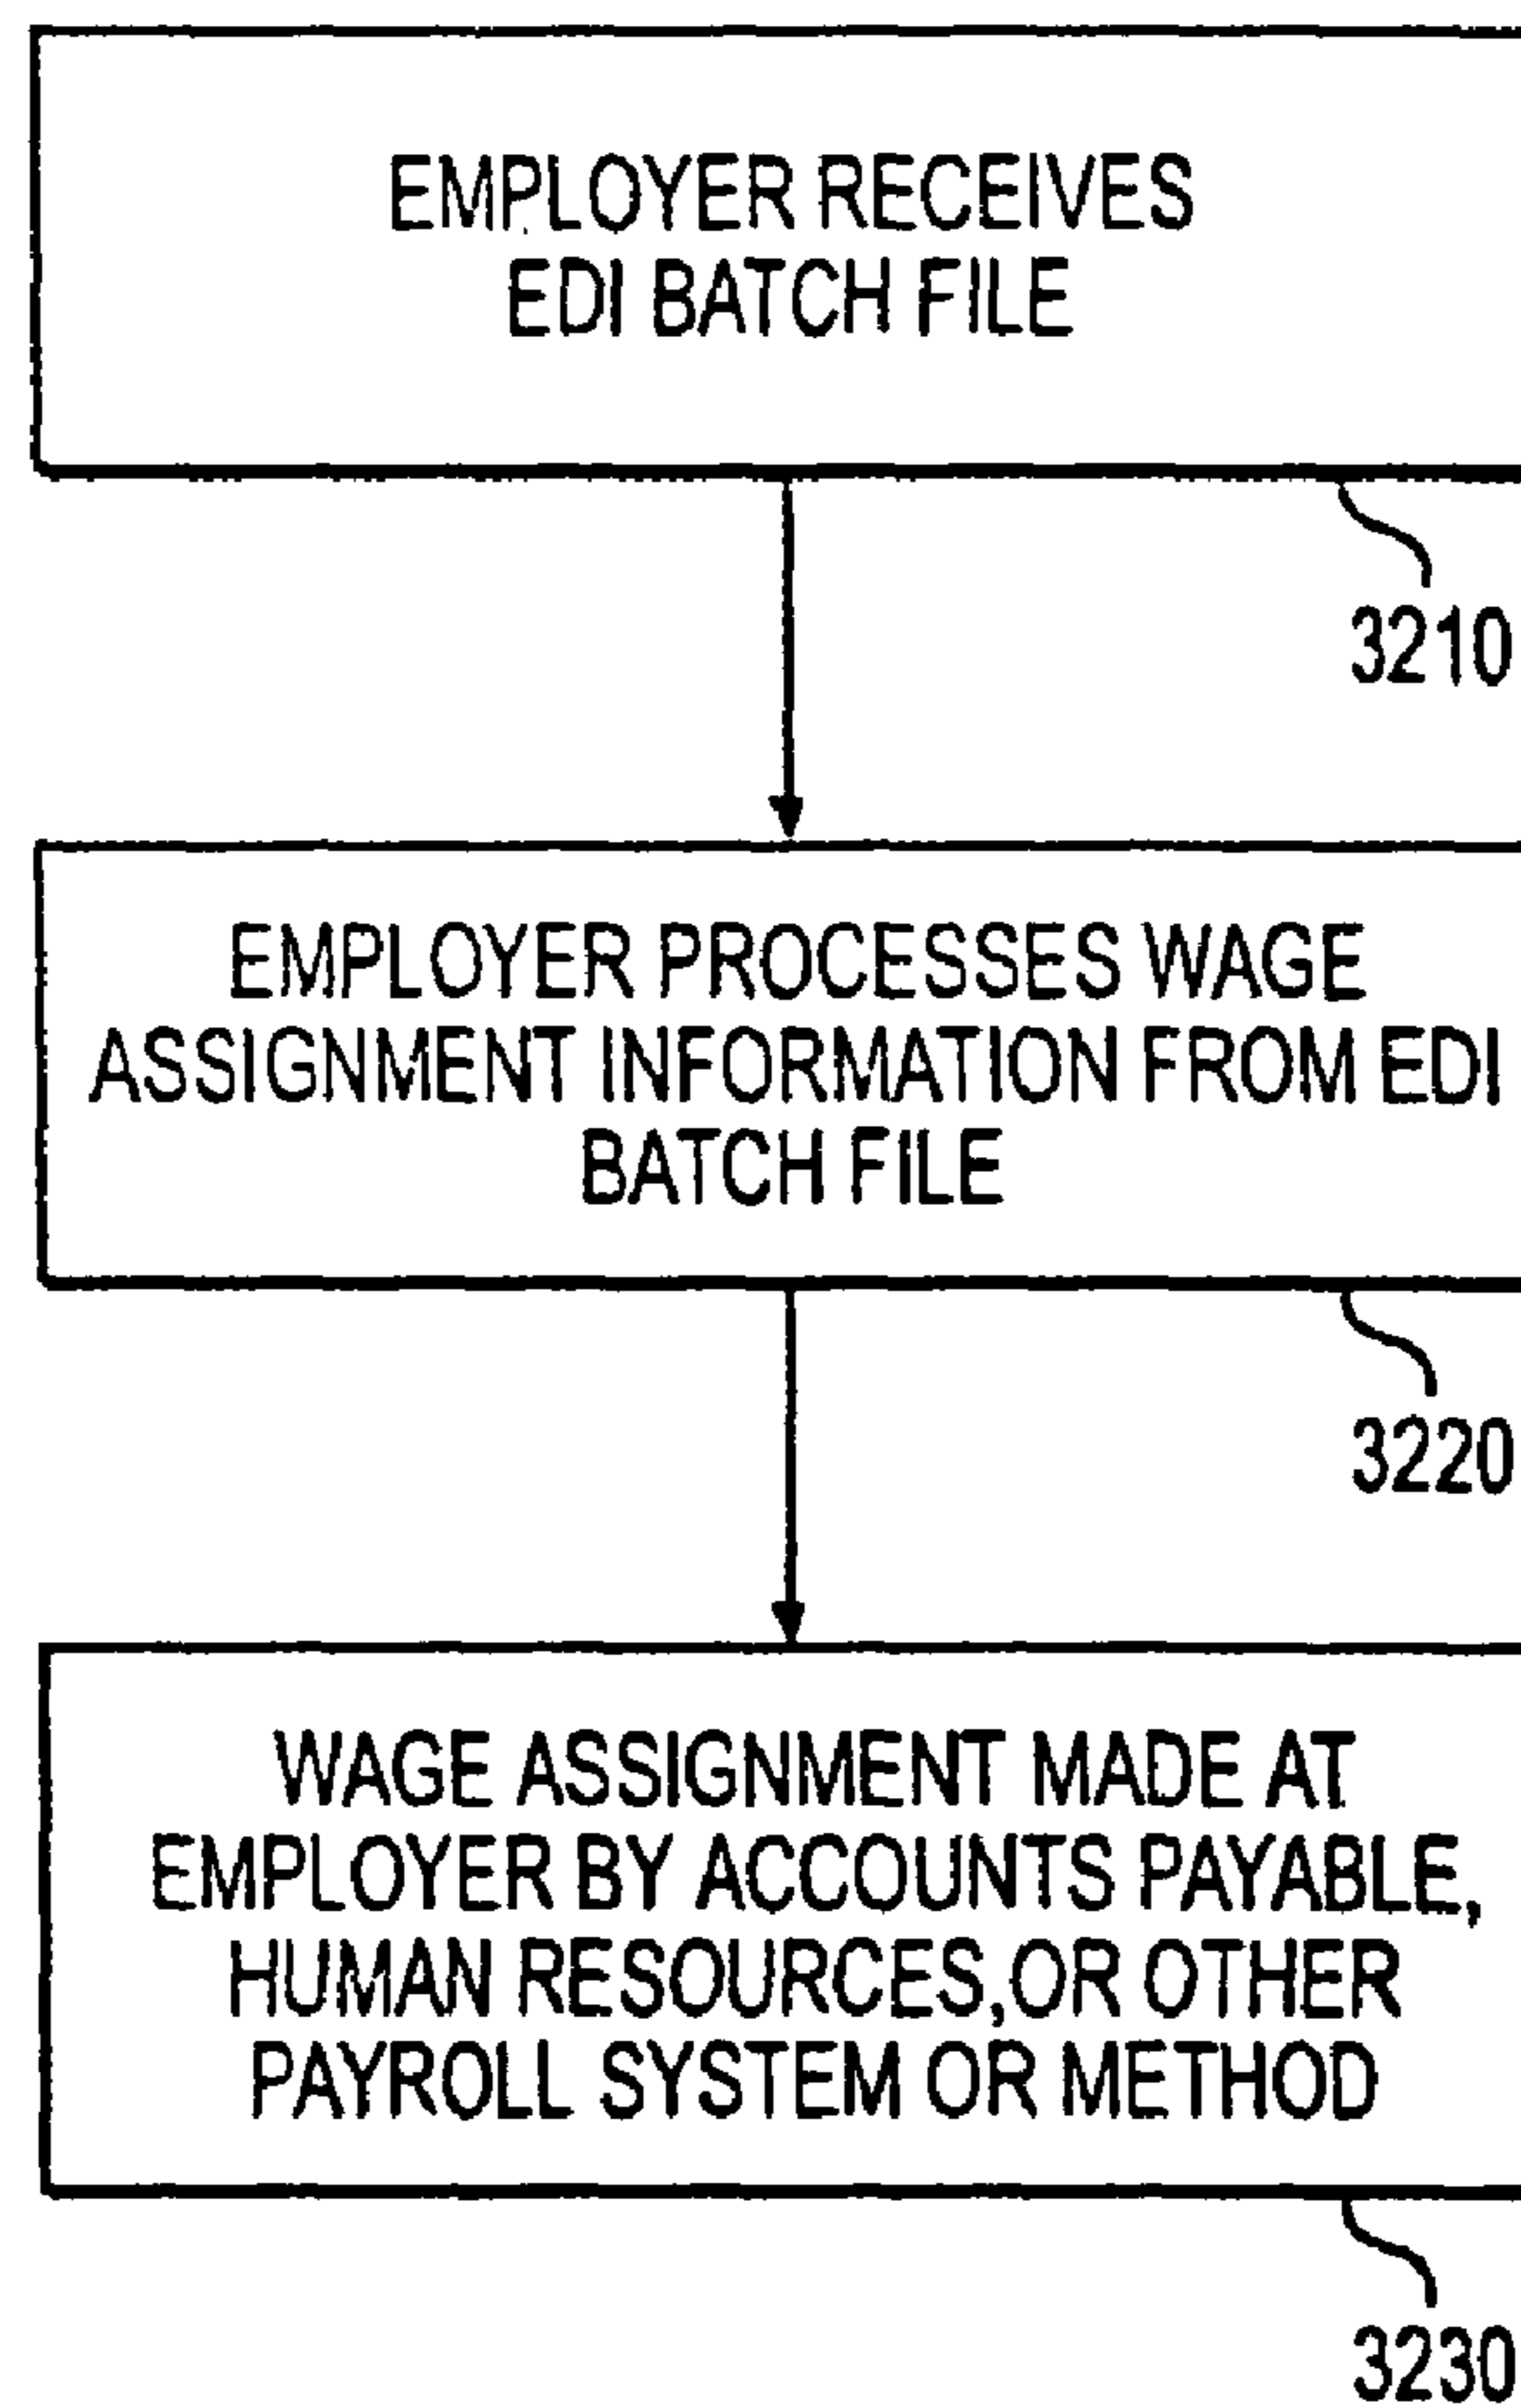 EMPLOYER RECEIVES
EDI BATCH FILE
3210
EMPLOYER PROCESSES WAGE
ASSIGNMENT INFORMATION FROM EDI
BATCH FILE
3220
WAGE ASSIGNMENT MADE AT
EMPLOYER BY ACCOUNTS PAYABLE,
HUMAN RESOURCES,OR OTHER
PAYROLL SYSTEM OR METHOD
3230